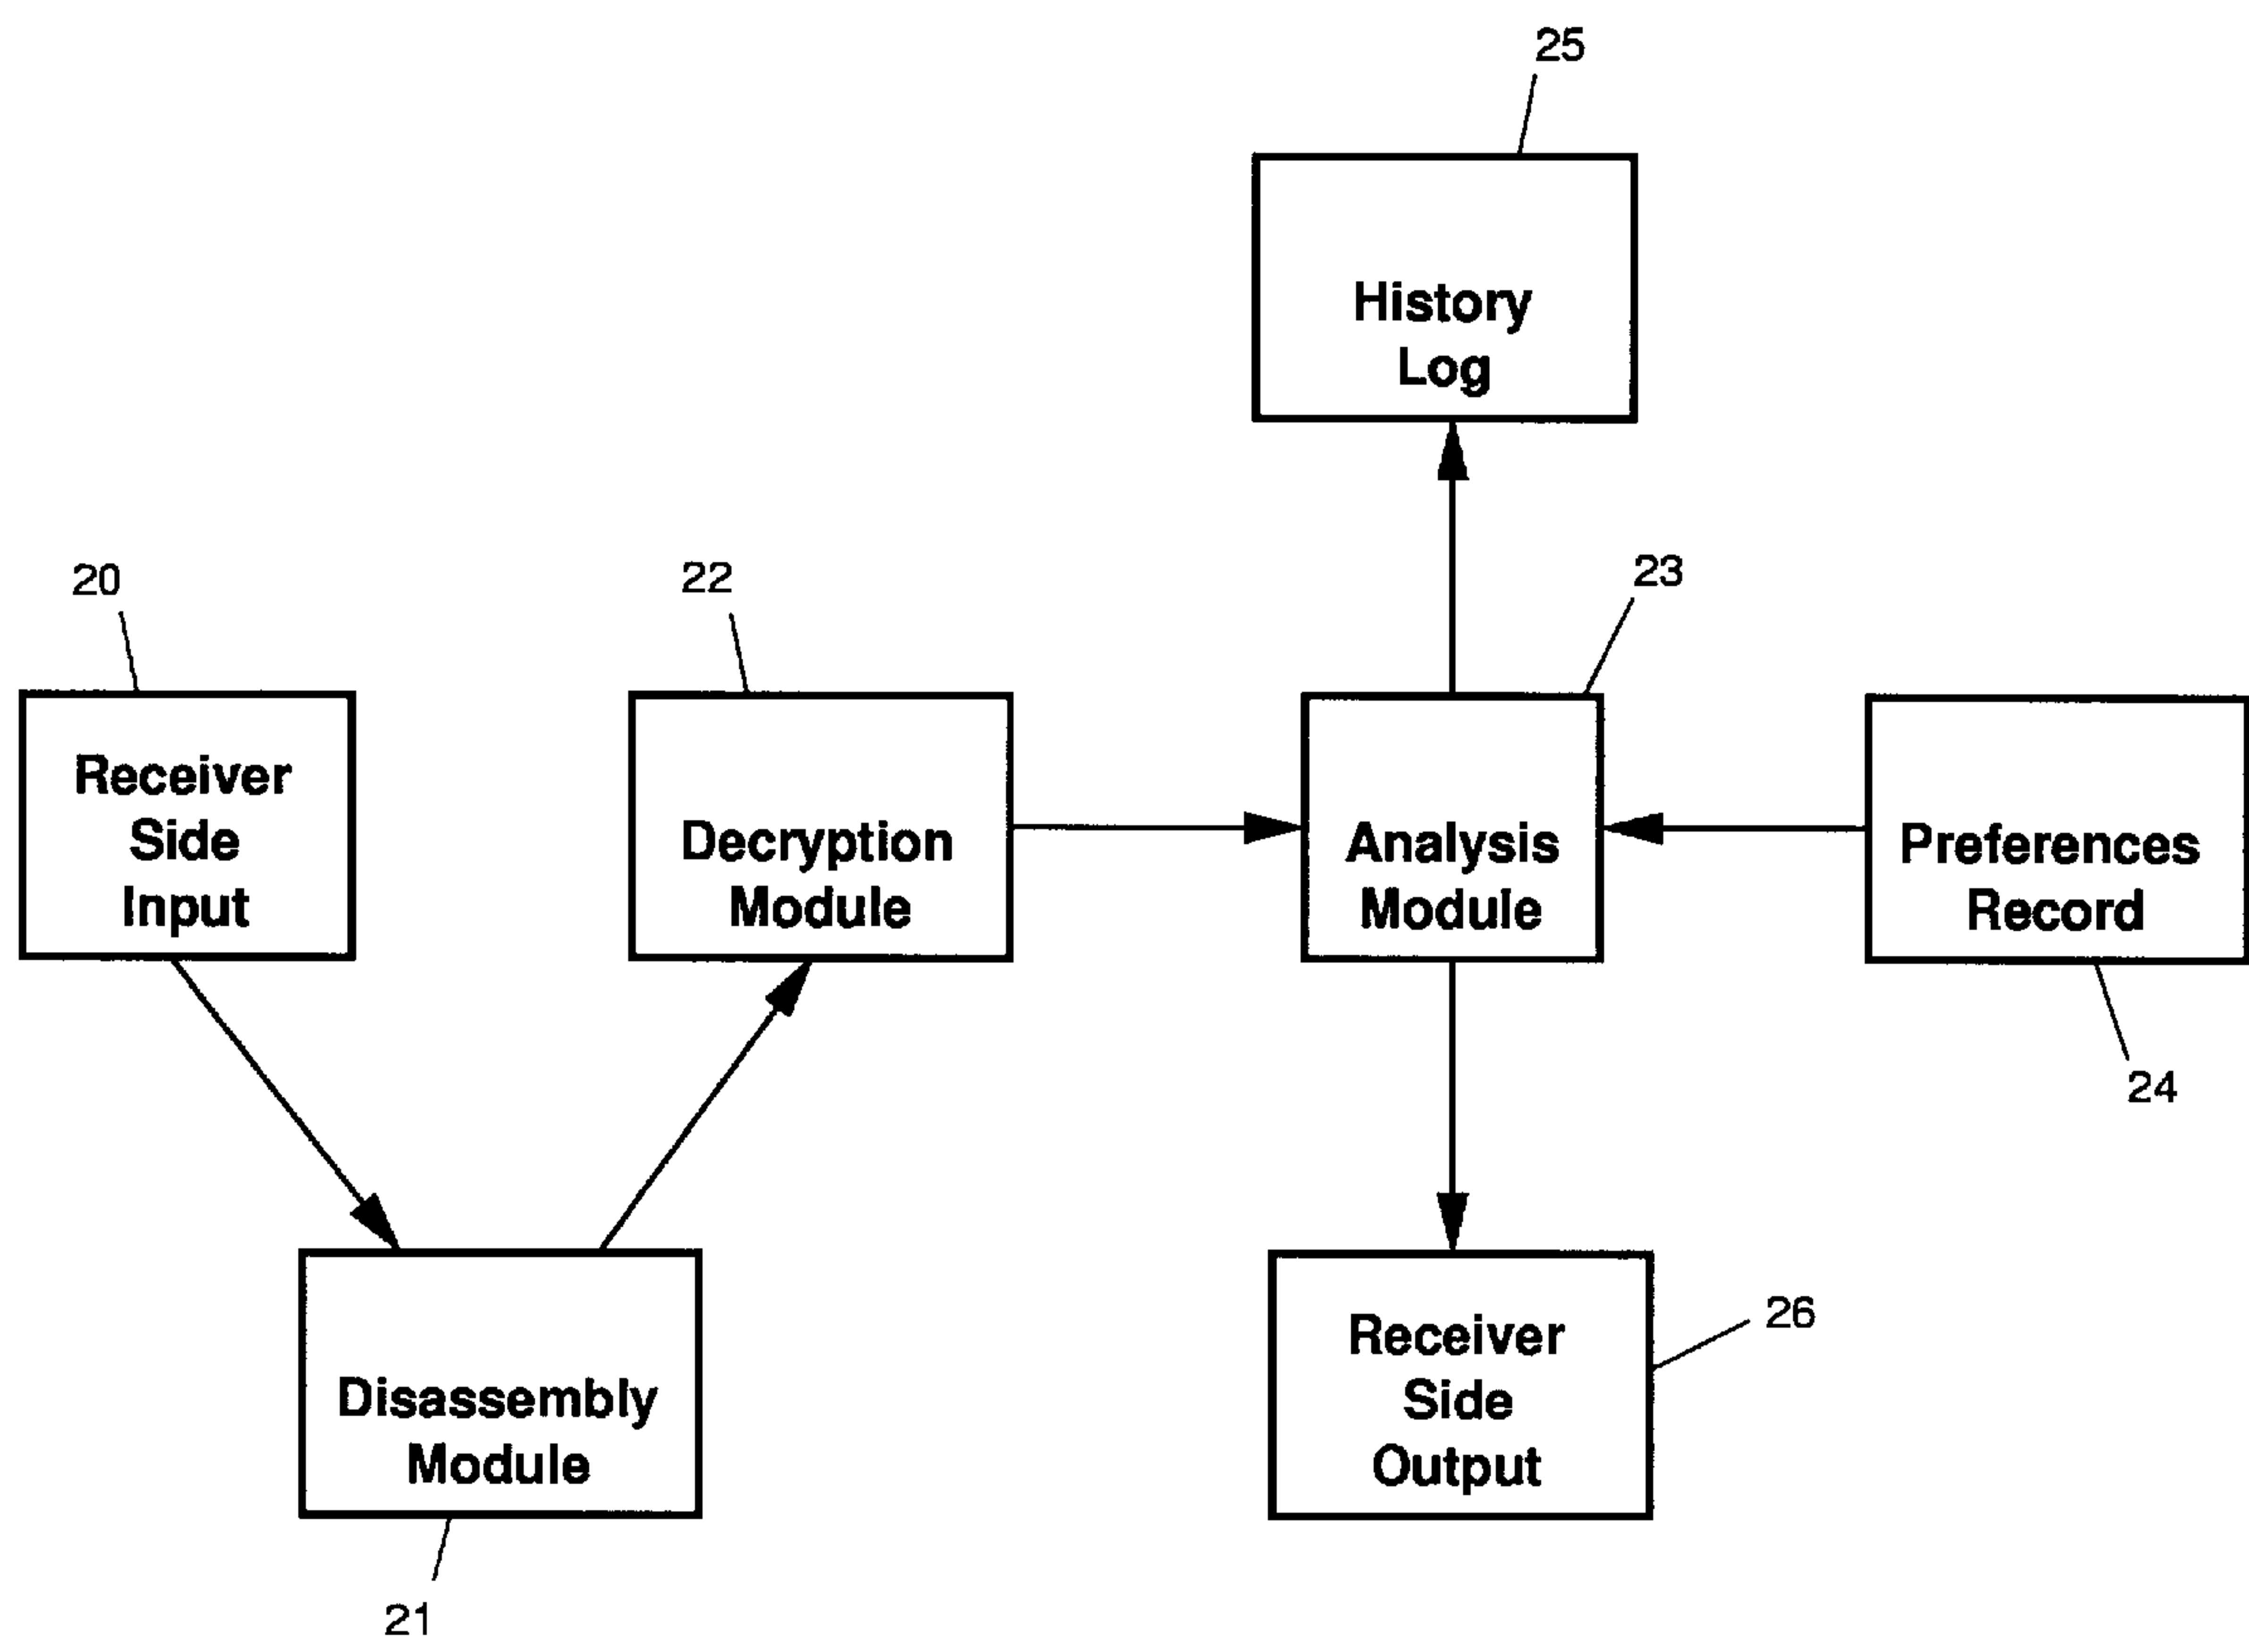 25
History
Log
20
22
23
Receiver
Side
Input
Decryption
Module
Analysis
Module
Preferences
Record
24
Disassembly
Module
21
Receiver
Side
Output
26